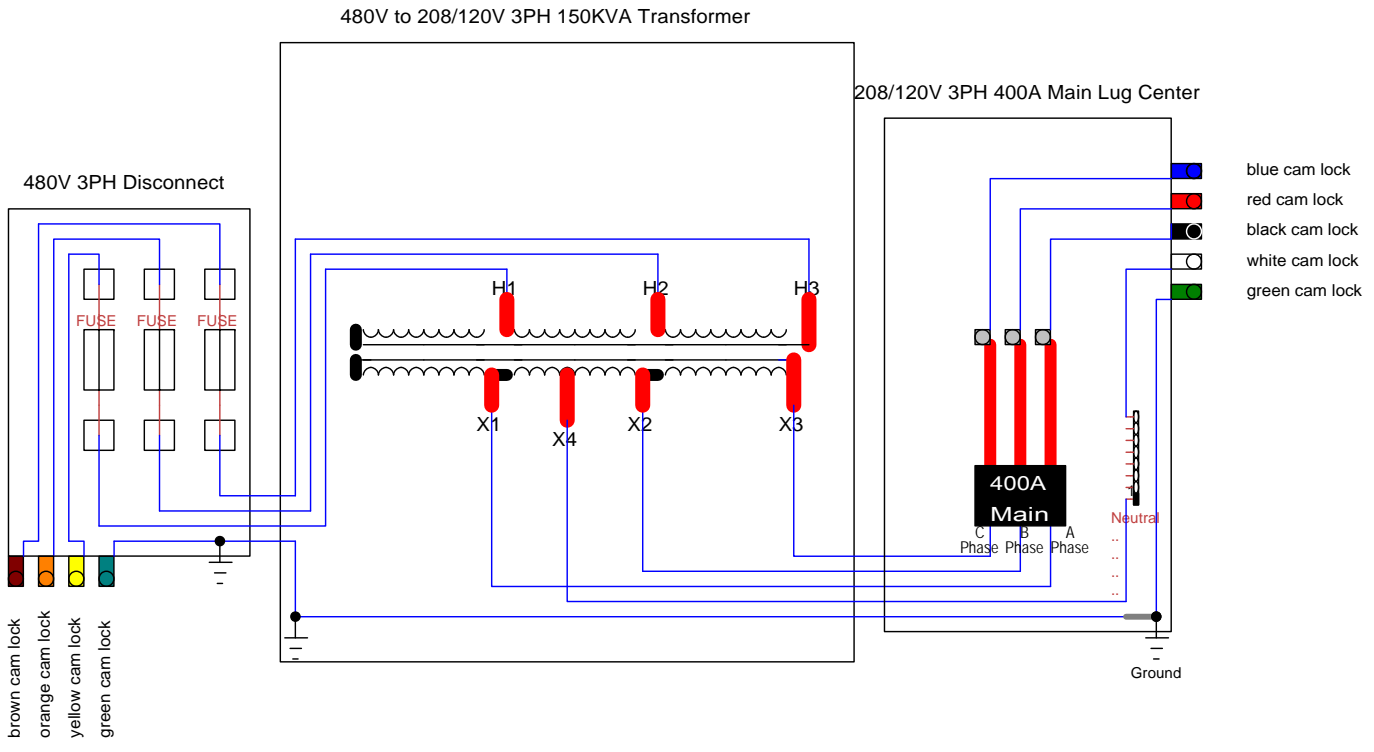 480V to 208/120V 3PH 150KVA Transformer
208/120V 3PH 400A Main Lug Center
480V 3PH Disconnect
blue cam lock
red cam lock
black cam lock
white cam lock
green cam lock
H1 H2 H3
FUSE FUSE FUSE
X1 X4 X2 X3
400A
Main
1
Neutral
C B A
Phase Phase Phase
..
..
..
..
brown cam lock
orange cam lock
yellow cam lock
green cam lock
Ground